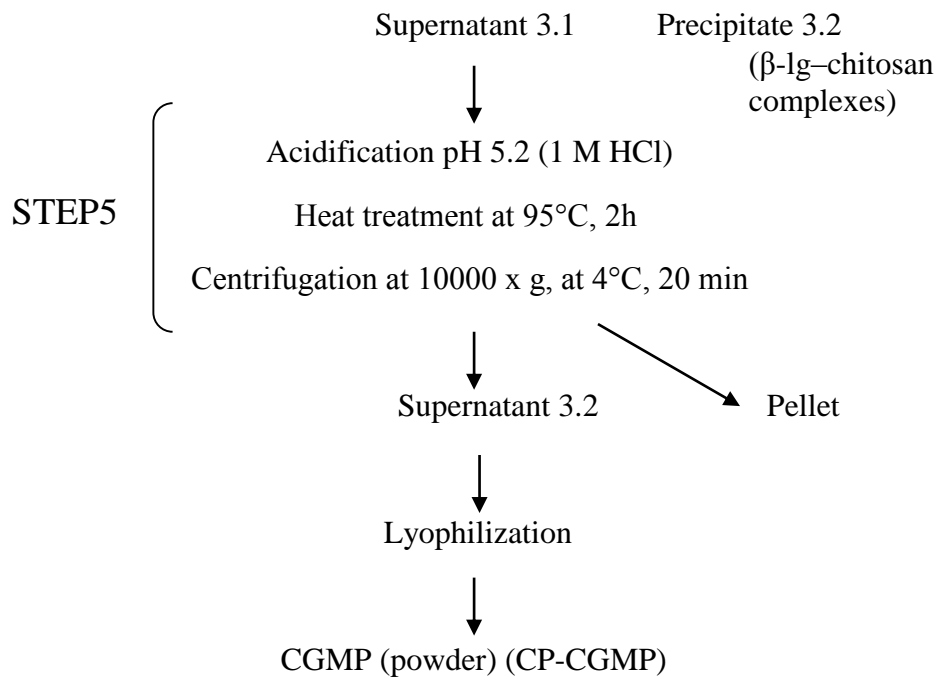 Supernatant 3.1 Precipitate 3.2
(β-lg–chitosan
complexes)
Acidification pH 5.2 (1 M HCl)
STEP5
Heat treatment at 95°C, 2h
Centrifugation at 10000 x g, at 4°C, 20 min
Supernatant 3.2 Pellet
Lyophilization
CGMP (powder) (CP-CGMP)